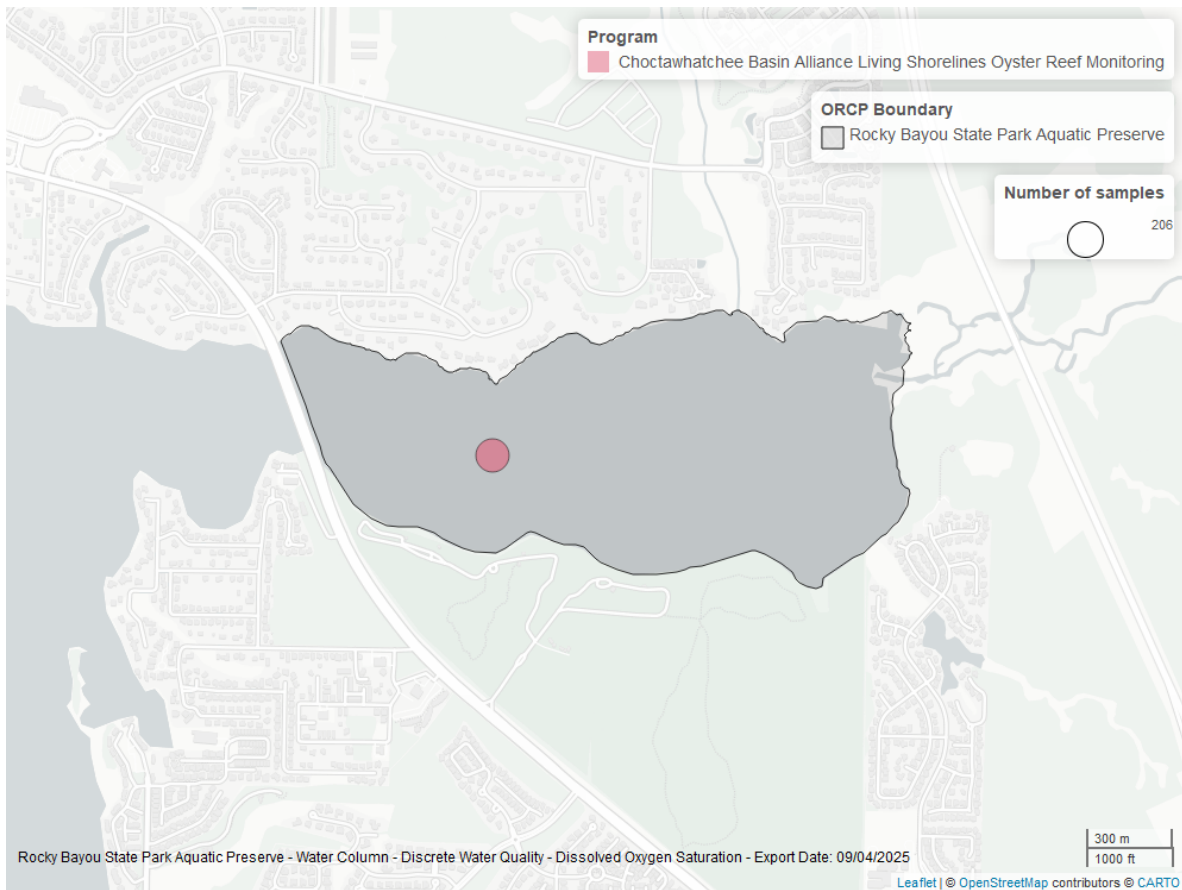 Program
Choctawhatchee Basin Alliance Living Shorelines Oyster Reef Monitoring
ORCP Boundary
Rocky Bayou State Park Aquatic Preserve
Number of samples
206
300 m
1000 ft
Rocky Bayou State Park Aquatic Preserve - Water Column - Discrete Water Quality - Dissolved Oxygen Saturation - Export Date: 09/04/2025
Leaflet | © OpenStreetMap contributors © CARTO